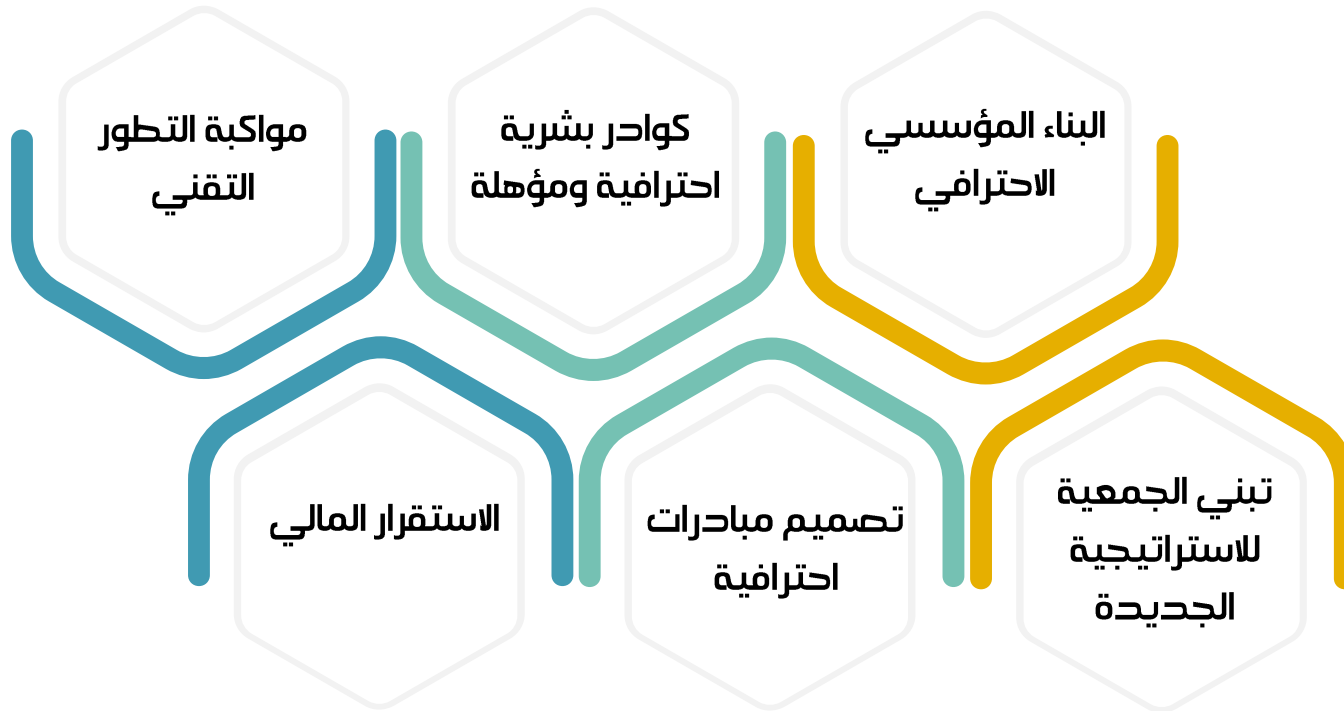 البناء المؤسسي
الاحترافي
كوادر بشرية
احترافية ومؤهلة
مواكبة التطور
التقني
تبني الجمعية
للاستراتيجية
الجديدة
تصميم مبادرات
احترافية
الاستقرار المالي